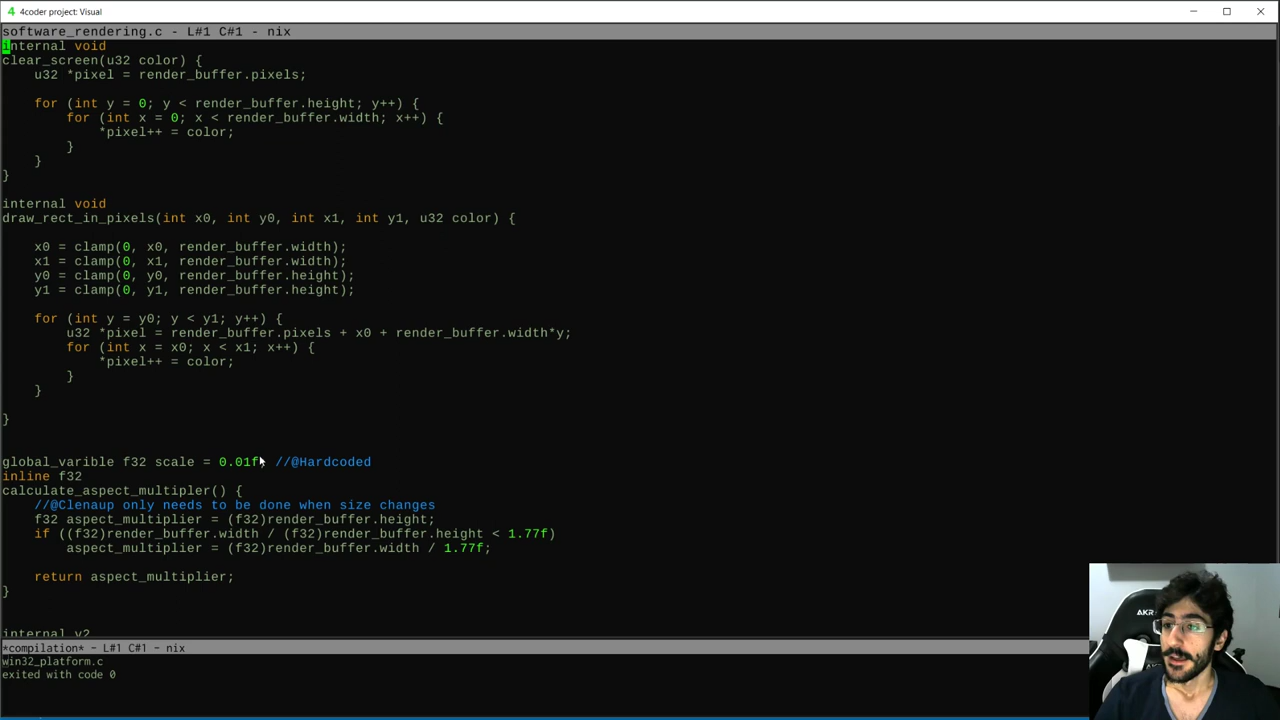 4 4coder project: Visual
software_rendering.c - L#1 C#1 - nix
internal void
clear_screen(u32 color) {
u32 *pixel = render_buffer.pixels;
for (int y = 0; y < render_buffer.height; y++) {
for (int x = 0; x < render_buffer.width; x++) {
*pixel++ = color;
}
}
}
internal void
draw_rect_in_pixels(int x0, int y0, int x1, int y1, u32 color) {
x0 = clamp(0, x0, render_buffer.width);
x1 = clamp(0, x1, render_buffer.width);
y0 = clamp(0, y0, render_buffer.height);
y1 = clamp(0, y1, render_buffer.height);
for (int y = y0; y < y1; y++) {
u32 *pixel = render_buffer.pixels + x0 + render_buffer.width*y;
for (int x = x0; x < x1; x++) {
*pixel++ = color;
}
}
}
global_varible f32 scale = 0.01f //@Hardcoded
inline f32
calculate_aspect_multipler() {
//@Clenaup only needs to be done when size changes
f32 aspect_multiplier = (f32)render_buffer.height;
if ((f32)render_buffer.width / (f32)render_buffer.height < 1.77f)
aspect_multiplier = (f32)render_buffer.width / 1.77f;
return aspect_multiplier;
}
internal v2
*compilation* - L#1 C#1 - nix
win32_platform.c
exited with code 0
AKR